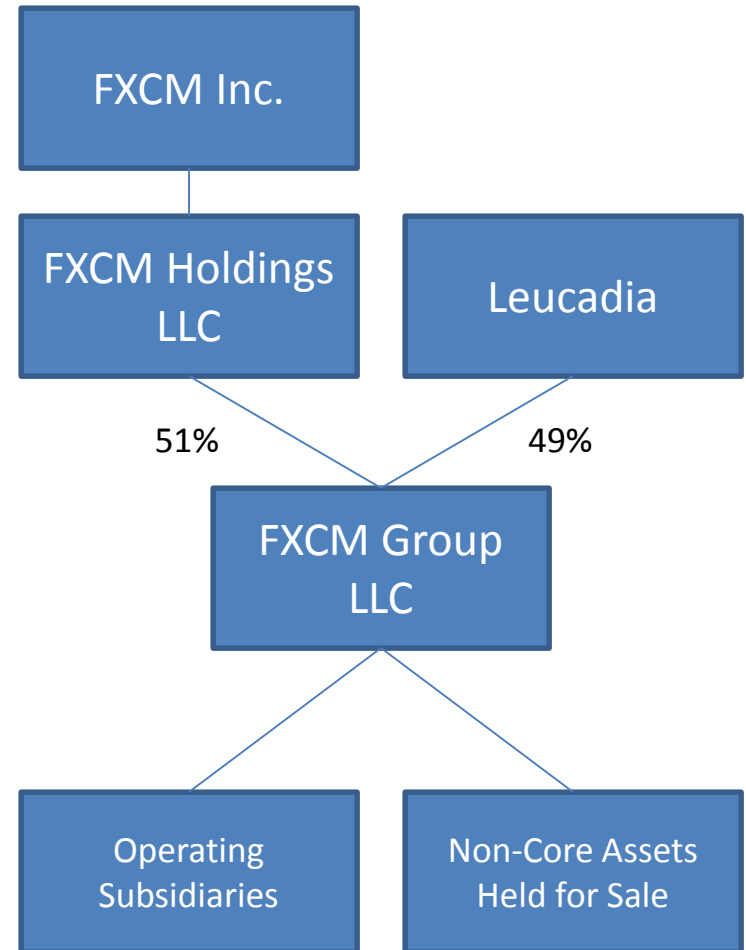 FXCM Inc.
FXCM Holdings
LLC
Leucadia
51%
49%
FXCM Group
LLC
Operating
Subsidiaries
Non-Core Assets
Held for Sale